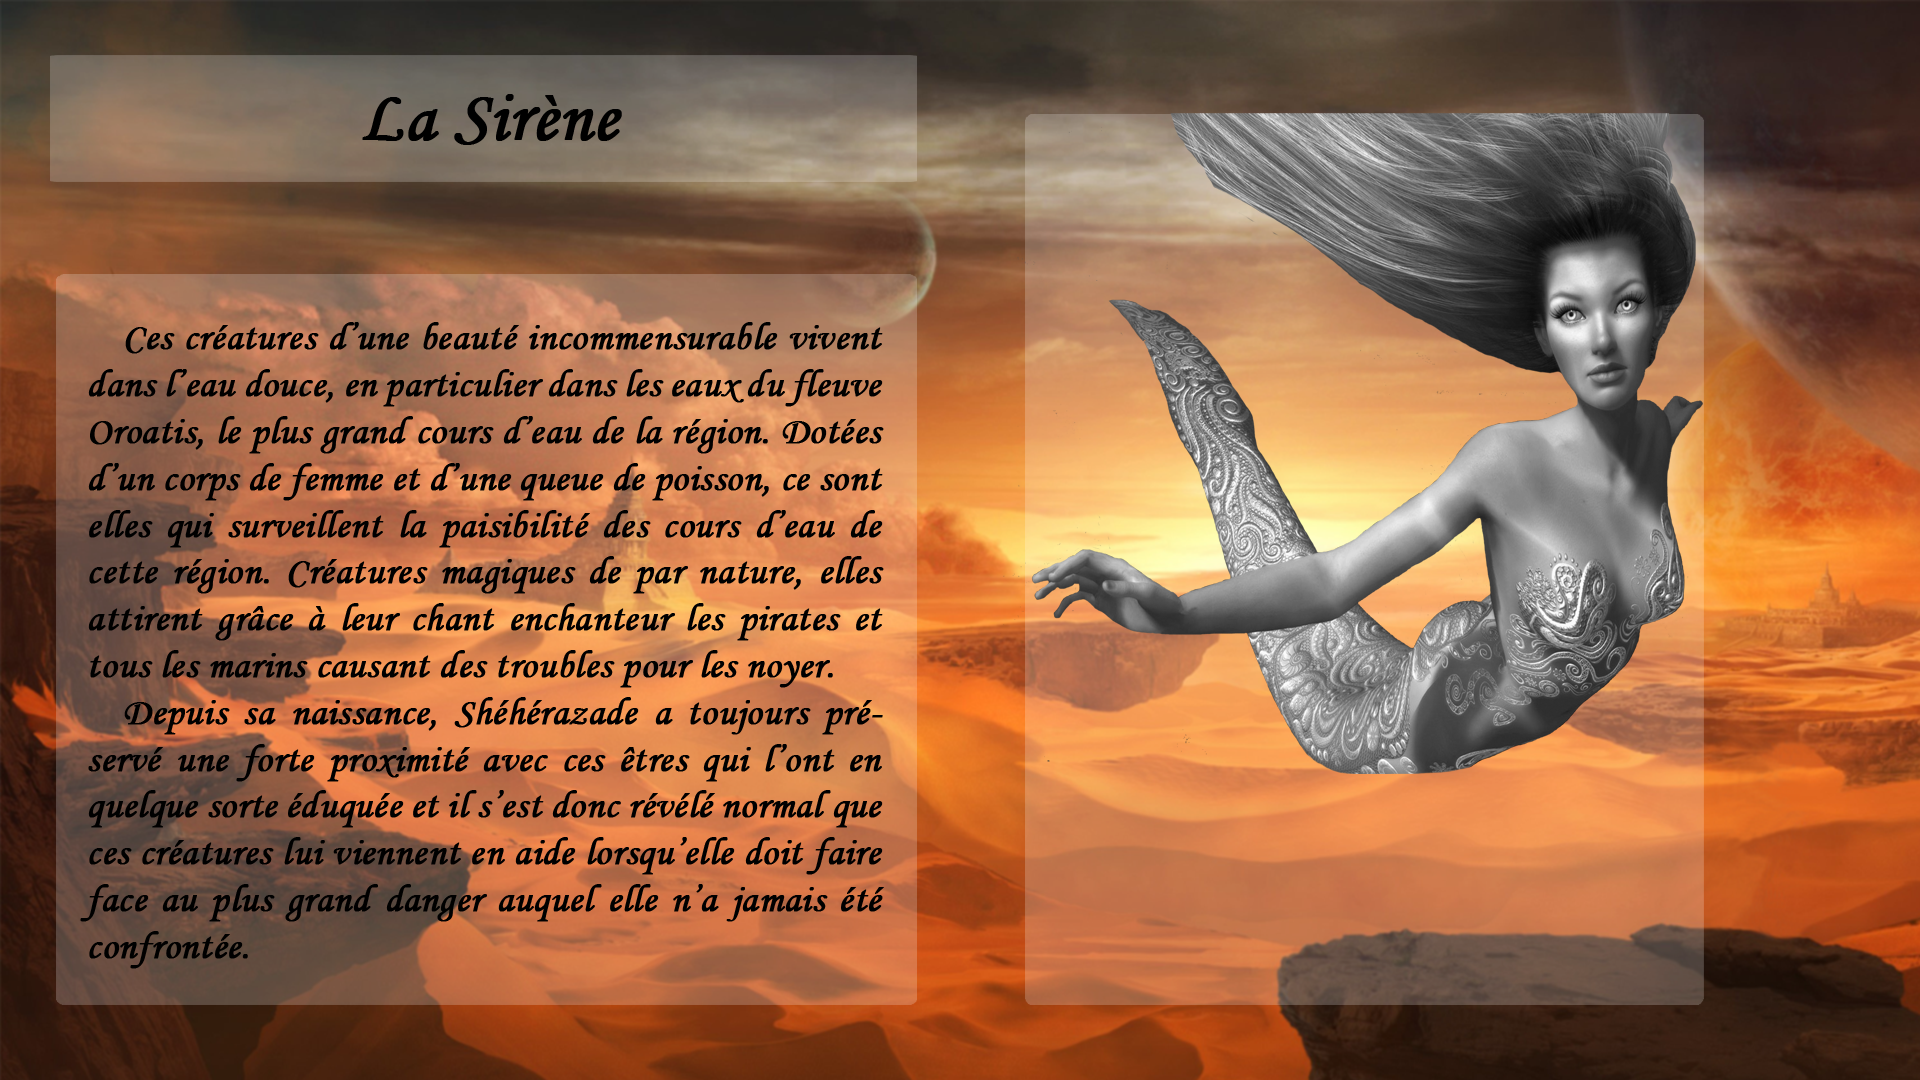 La Sirène
Ces créatures d'une beauté incommensurable vivent
dans l'eau douce, en particulier dans les eaux du fleuve
Oroatis, le plus grand cours d'eau de la région. Dotées
d'un corps de femme et d'une queue de poisson, ce sont
elles qui surveillent la paisibilité des cours d'eau de
cette région. Créatures magiques de par nature, elles
attirent grâce à leur chant enchanteur les pirates et
tous les marins causant des troubles pour les noyer.
Depuis sa naissance, Shéhérazade a toujours pré-
servé une forte proximité avec ces êtres qui l'ont en
quelque sorte éduquée et il s'est donc révélé normal que
ces créatures lui viennent en aide lorsqu'elle doit faire
face au plus grand danger auquel elle n'a jamais été
confrontée.